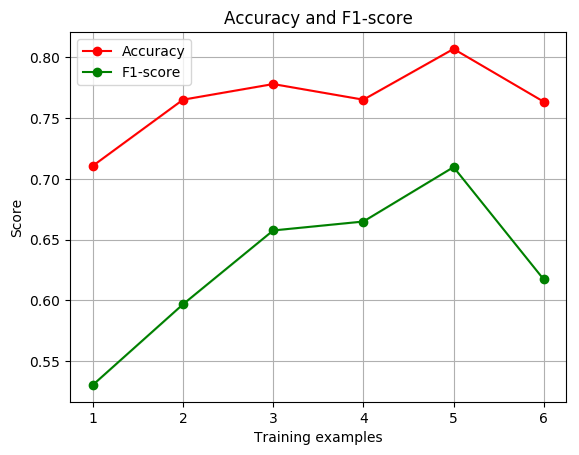 Accuracy and F1-score
Accuracy
F1-score
0.80
0.75
0.70
0.65
0.60
0.55
Score
1 2 3 4 5 6
Training examples